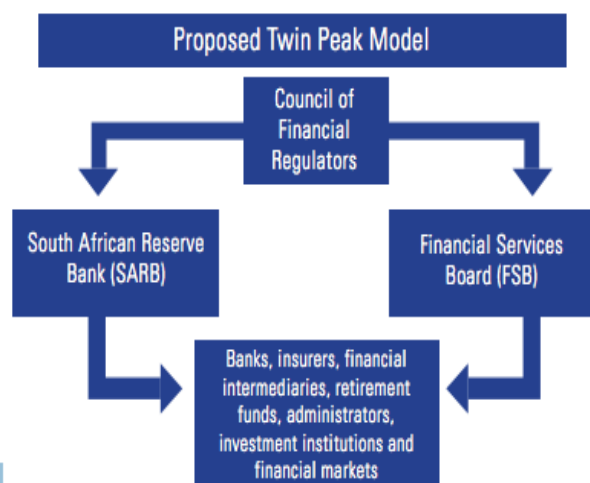 Proposed Twin Peak Model
Council of
Financial
Regulators
South African Reserve
Bank (SARB)
Financial Services
Board (FSB)
Banks, insurers, financial
intermediaries, retirement
funds, administrators,
investment institutions and
financial markets